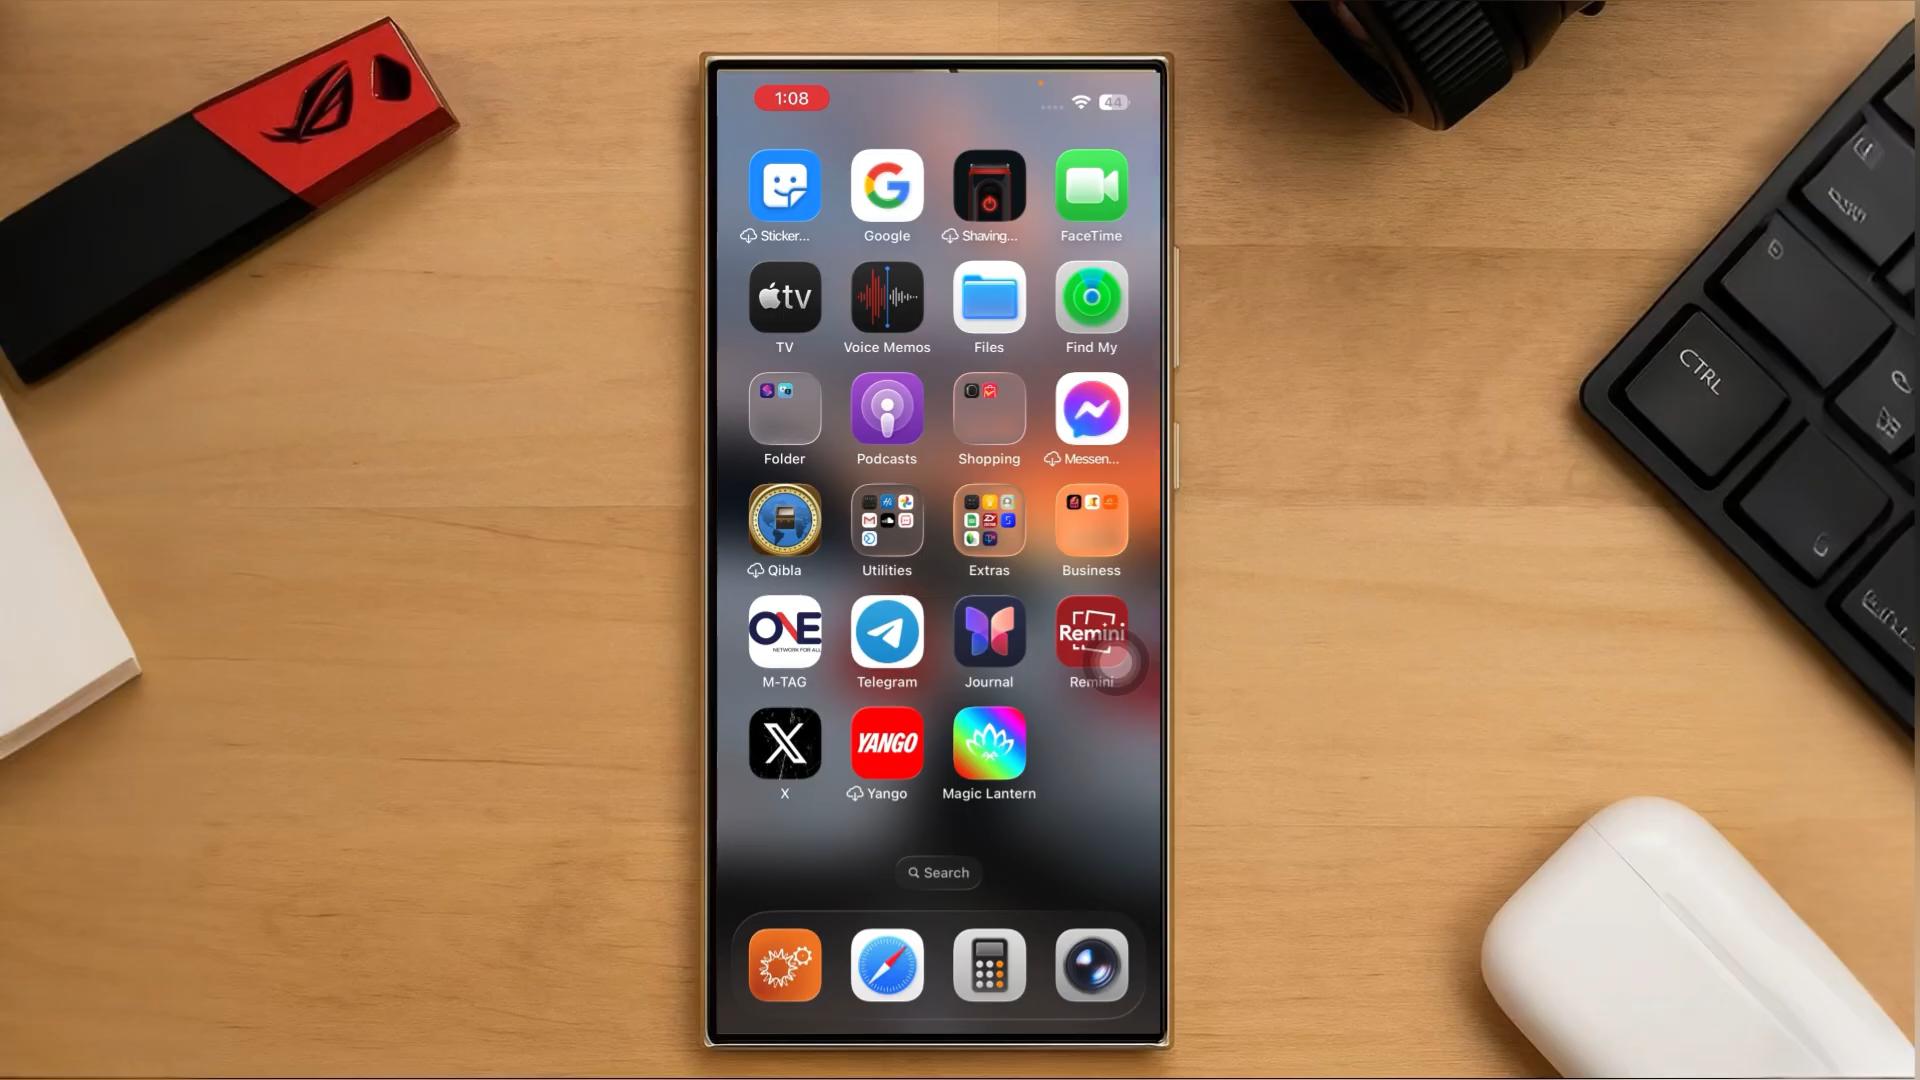 1:08
44
Sticker...
Google
Shaving...
FaceTime
tv
TV
Voice Memos
Files
Find My
Folder
Podcasts
Shopping
Messen...
Qibla
Utilities
Extras
Business
ONE
NETWORK FOR ALL
M-TAG
Telegram
Journal
Remini
Remini
X
YANGO
Yango
Magic Lantern
Search
CTRL